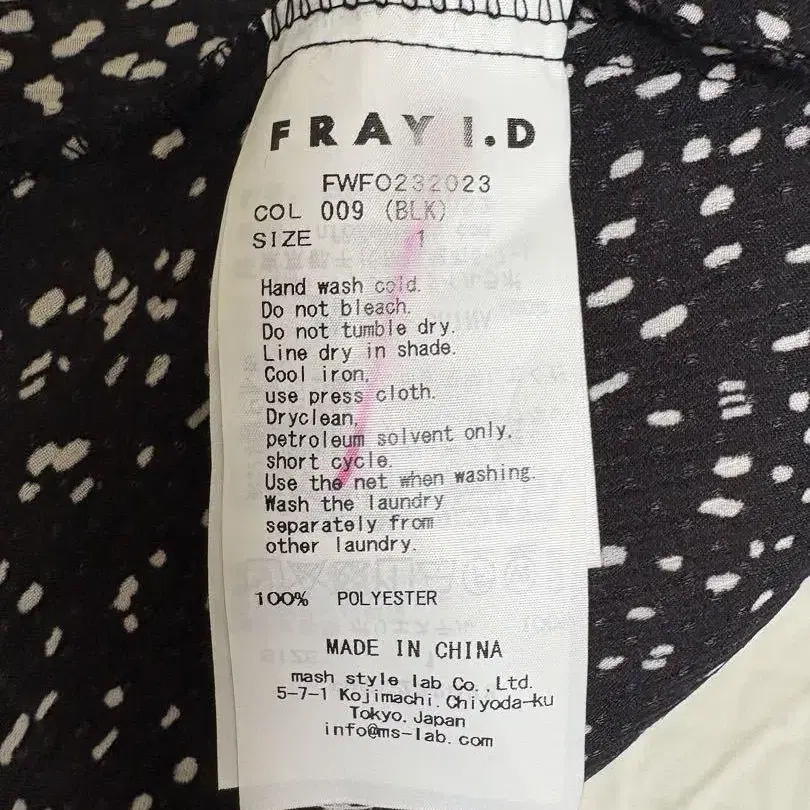 FRAY I.D
FWFO232023
COL 009 (BLK)
SIZE 1
Hand wash cold.
Do not bleach.
Do not tumble dry.
Line dry in shade.
Cool iron,
use press cloth.
Dryclean,
petroleum solvent only,
short cycle.
Use the net when washing.
Wash the laundry
separately from
other laundry.
100% POLYESTER
MADE IN CHINA
mash style lab Co., Ltd.
5-7-1 Kojimachi, Chiyoda-ku
Tokyo, Japan
info@ms-lab.com